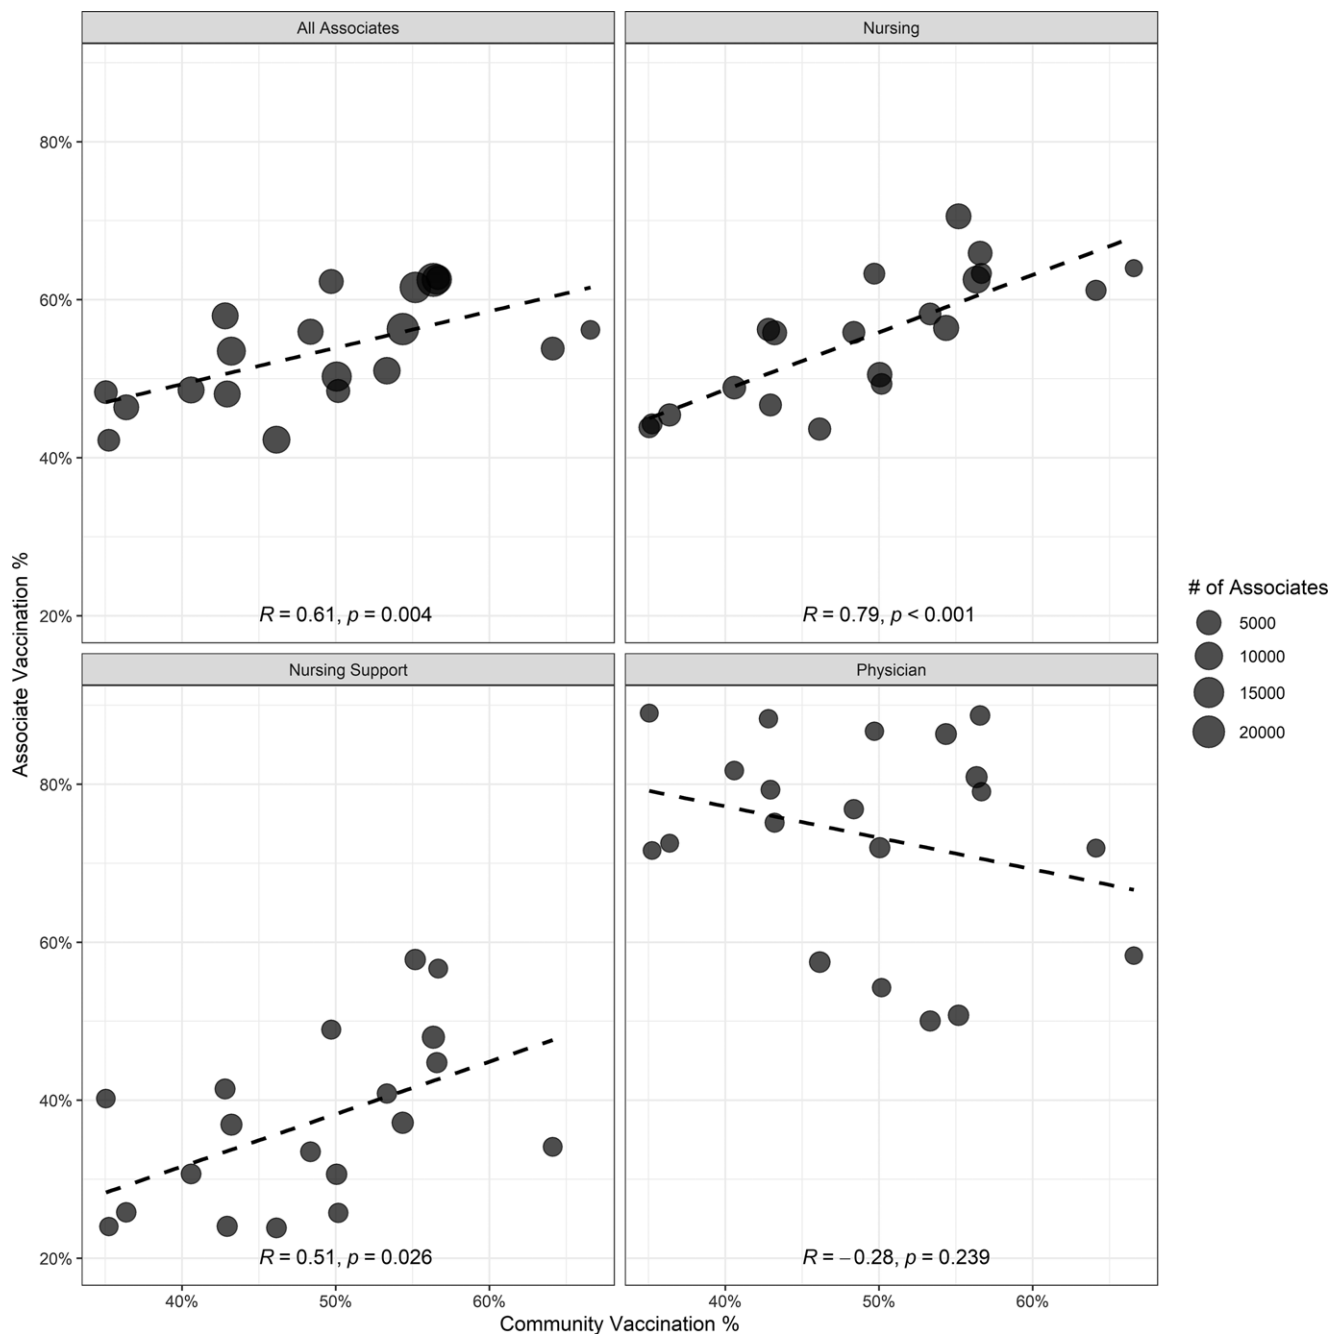 All Associates
Nursing
80%
60%
40%
20%
R = 0.61, p = 0.004
R = 0.79, p < 0.001
Associate Vaccination %
Nursing Support
Physician
80%
60%
40%
20%
R = 0.51, p = 0.026
R = −0.28, p = 0.239
40%
50%
60%
40%
50%
60%
Community Vaccination %
# of Associates
5000
10000
15000
20000